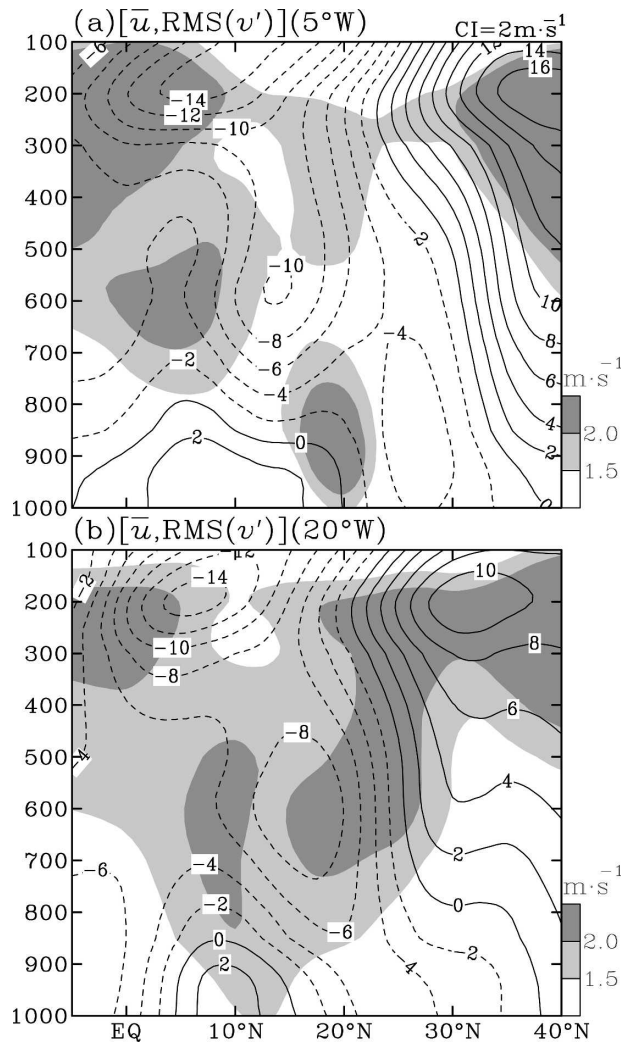 (a)[ū,RMS(v′)](5°W) CI=2m·s̄¹
100 -6 12 14
200 -14 16
-12
300 -10
400
500 2
-10
600 10
-8 8
700 -2 -6 -4 6
800 -4 4 m·s⁻¹
2 0 2 2.0
900 1.5
1000 0
(b)[ū,RMS(v′)](20°W)
100 -2 -12 10
200 -14
-10 8
300 -8
400 6
-8
500 -4 4
600
700 2
-6 -4 m·s⁻¹
800 -2 0
0 -6 2.0
900 2 4 -2 1.5
1000
EQ 10°N 20°N 30°N 40°N